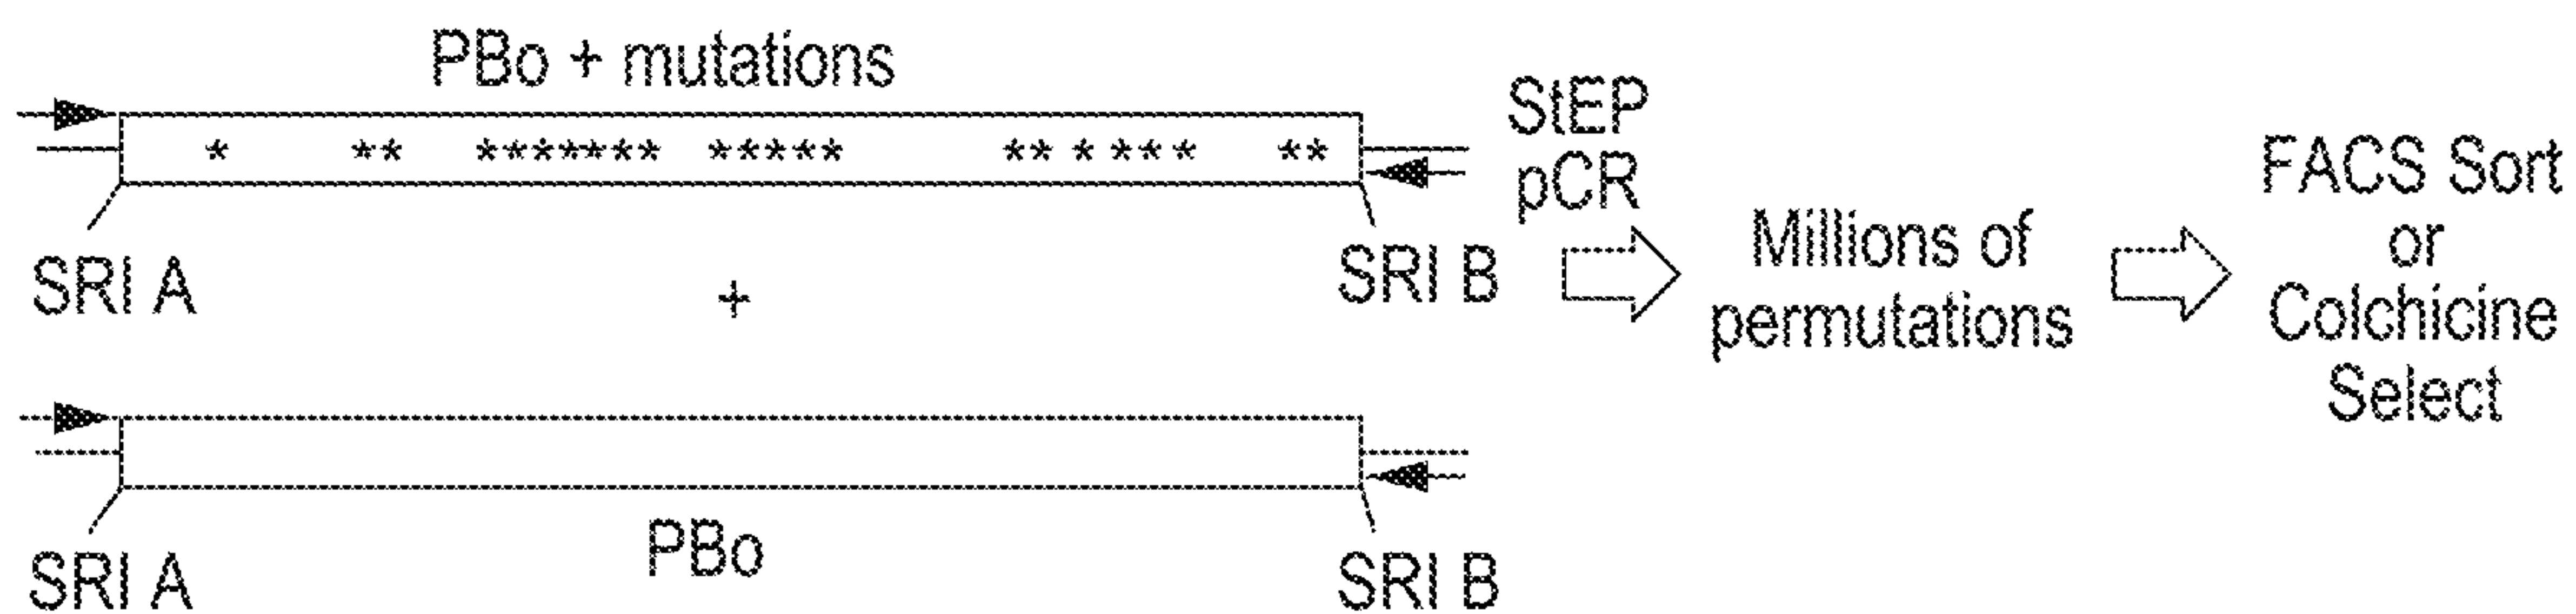 PBo + mutations
* ** ******* ***** ** * *** **
SRI A
SRI B
+
SRI A
PBo
SRI B
StEP
pCR
Millions of
permutations
FACS Sort
or
Colchicine
Select